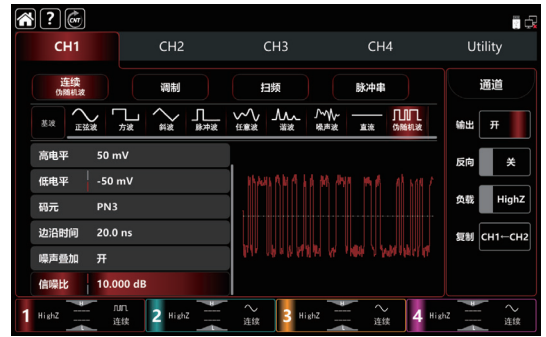 ? CNT
CH1 CH2 CH3 CH4 Utility
连续
伪随机波
调制 扫频 脉冲串 通道
基波 正弦波 方波 斜波 脉冲波 任意波 谐波 噪声波 直流 伪随机波
输出 开
高电平 50 mV
反向 关
低电平 -50 mV
负载 HighZ
码元 PN3
边沿时间 20.0 ns
复制 CH1←CH2
噪声叠加 开
信噪比 10.000 dB
1 HighZ H L 连续 2 HighZ H L 连续 3 HighZ H L 连续 4 HighZ H L 连续